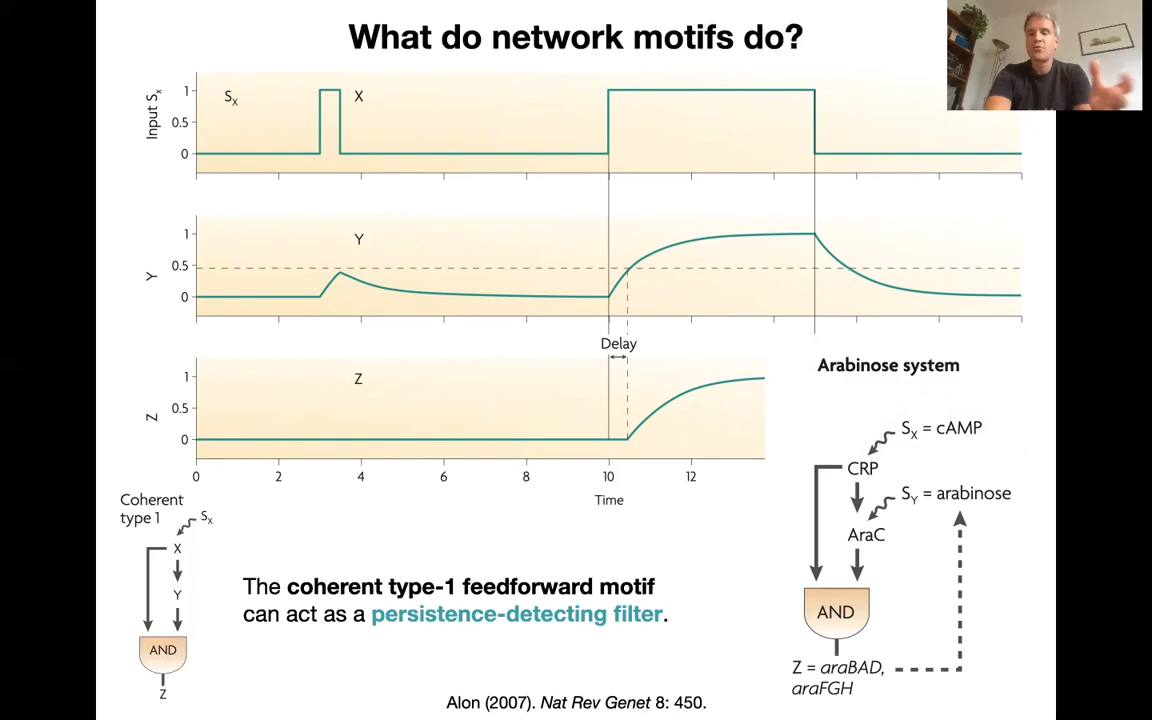 What do network motifs do?
Input Sx
1
0.5
0
Sx
X
Y
1
0.5
0
Y
Delay
Z
1
0.5
0
Z
0 2 4 6 8 10 12
Time
Arabinose system
Sx = cAMP
CRP
SY = arabinose
AraC
AND
Z = araBAD,
araFGH
Coherent
type 1
Sx
X
Y
AND
Z
The coherent type-1 feedforward motif
can act as a persistence-detecting filter.
Alon (2007). Nat Rev Genet 8: 450.